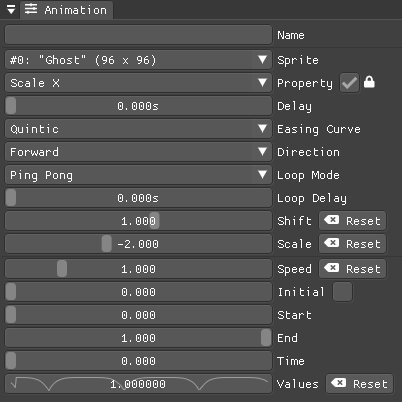 Animation
Name
#0: "Ghost" (96 x 96) Sprite
Scale X Property
0.000s Delay
Quintic Easing Curve
Forward Direction
Ping Pong Loop Mode
0.000s Loop Delay
1.000 Shift Reset
-2.000 Scale Reset
1.000 Speed Reset
0.000 Initial
0.000 Start
1.000 End
0.000 Time
1.000000 Values Reset